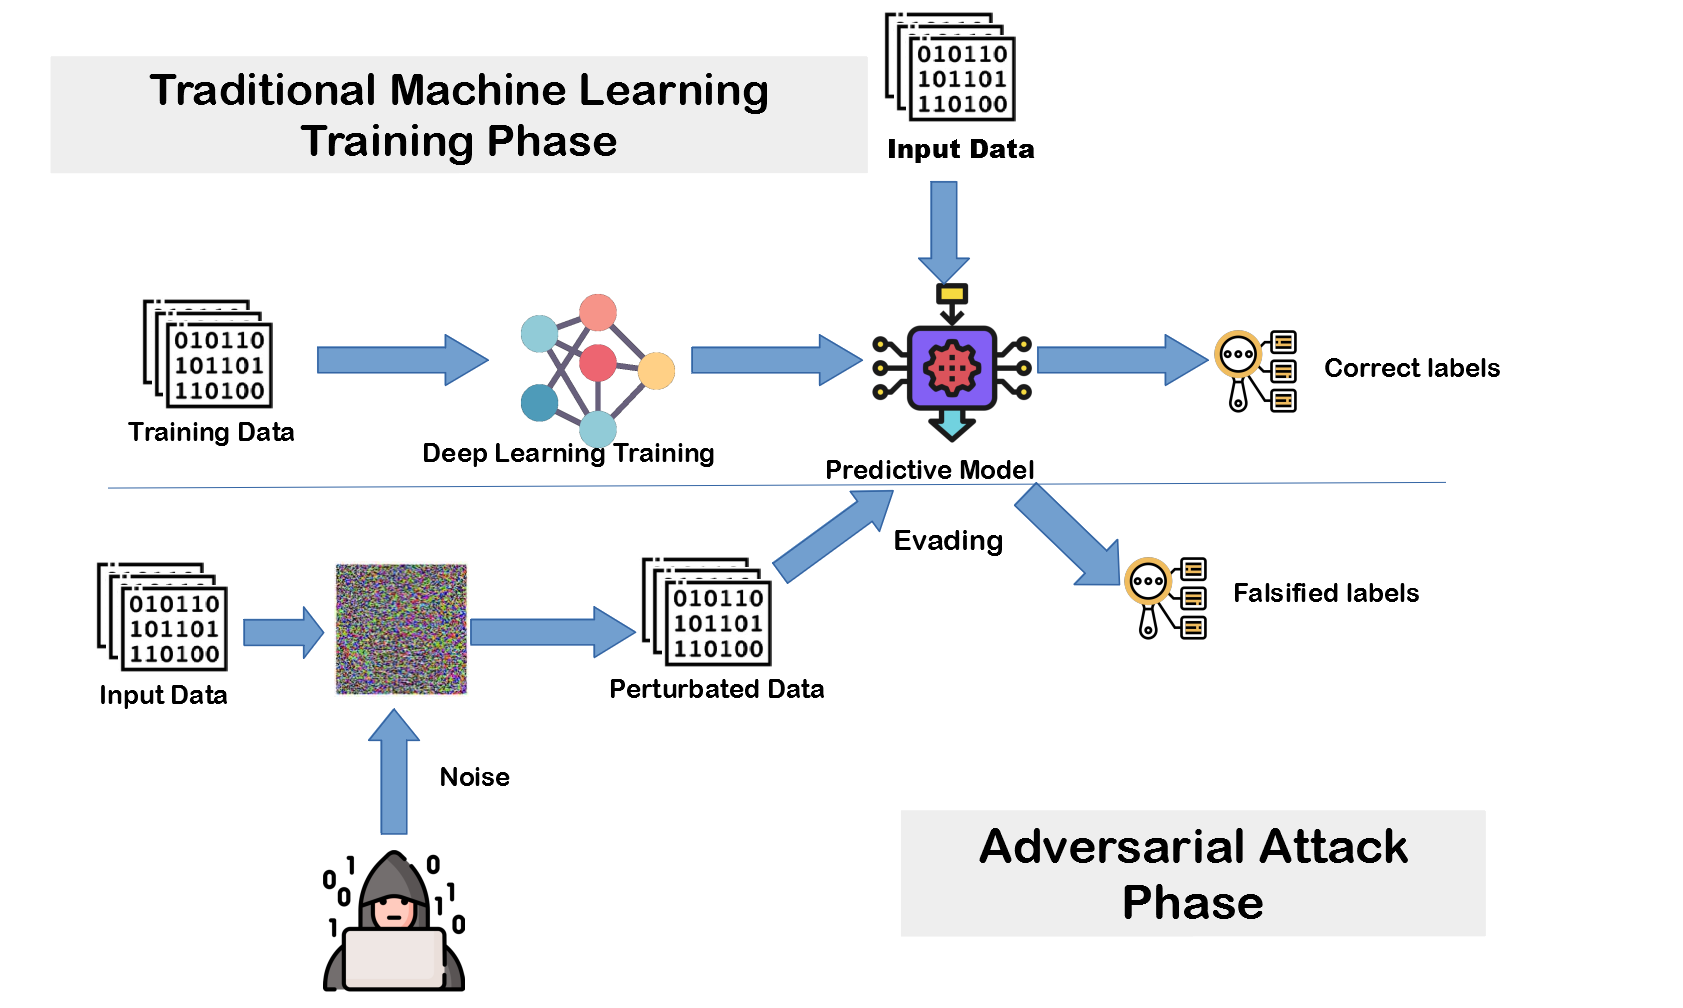 Traditional Machine Learning
Training Phase
010110
101101
110100
Input Data
010110
101101
110100
Training Data
Deep Learning Training
Predictive Model
Correct labels
Evading
010110
101101
110100
Input Data
010110
101101
110100
Perturbated Data
Falsified labels
Noise
1
0
0
0
1
1
1
0
Adversarial Attack
Phase